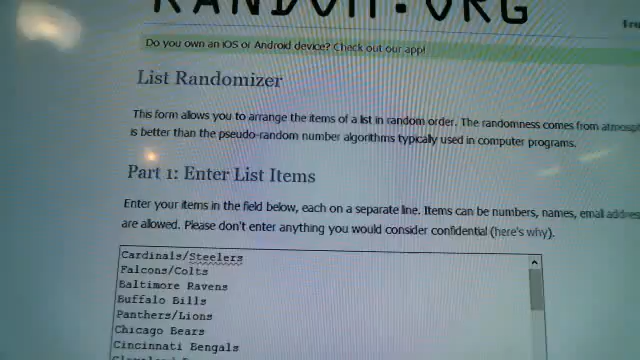 RANDOM.ORG
Do you own an iOS or Android device? Check out our app!
List Randomizer
This form allows you to arrange the items of a list in random order. The randomness comes from
is better than the pseudo-random number algorithms typically used in computer programs.
Part 1: Enter List Items
Enter your items in the field below, each on a separate line. Items can be numbers, names, email
are allowed. Please don't enter anything you would consider confidential (here's why).
Cardinals/Steelers
Falcons/Colts
Baltimore Ravens
Buffalo Bills
Panthers/Lions
Chicago Bears
Cincinnati Bengals